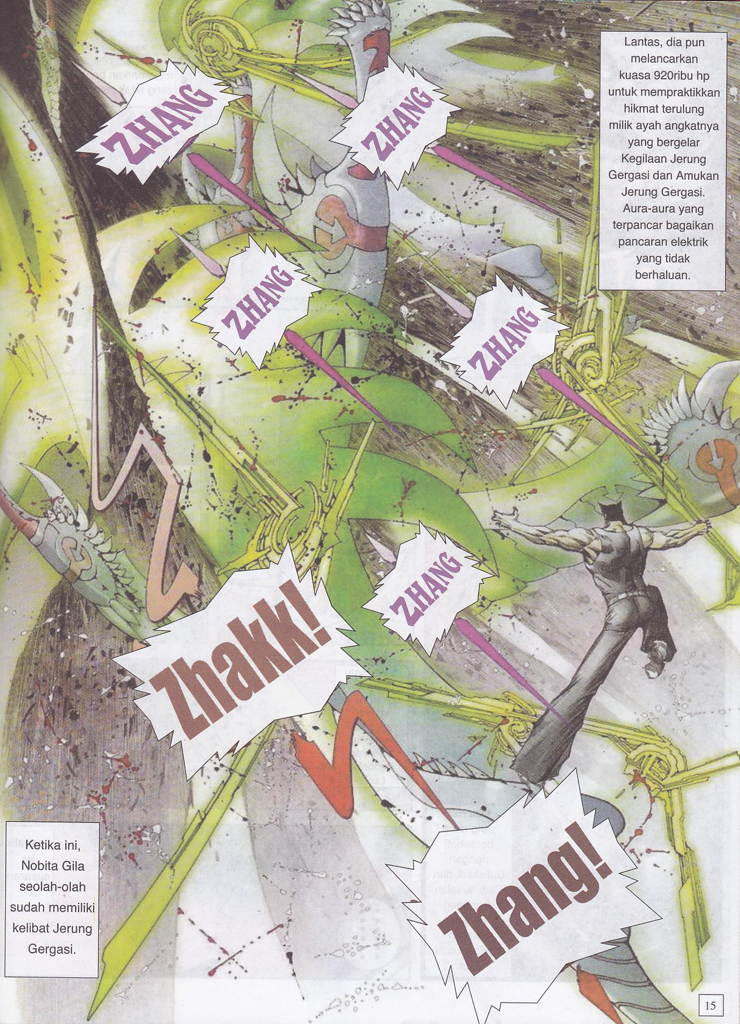 Lantas, dia pun
melancarkan
kuasa 920ribu hp
untuk mempraktikkan
hikmat terulung
milik ayah angkatnya
yang bergelar
Kegilaan Jerung
Gergasi dan Amukan
Jerung Gergasi.
Aura-aura yang
terpancar bagaikan
pancaran elektrik
yang tidak
berhaluan.
ZHANG
ZHANG
ZHANG
ZHANG
ZHANG
Zhakk!
Zhang!
Ketika ini,
Nobita Gila
seolah-olah
sudah memiliki
kelibat Jerung
Gergasi.
15